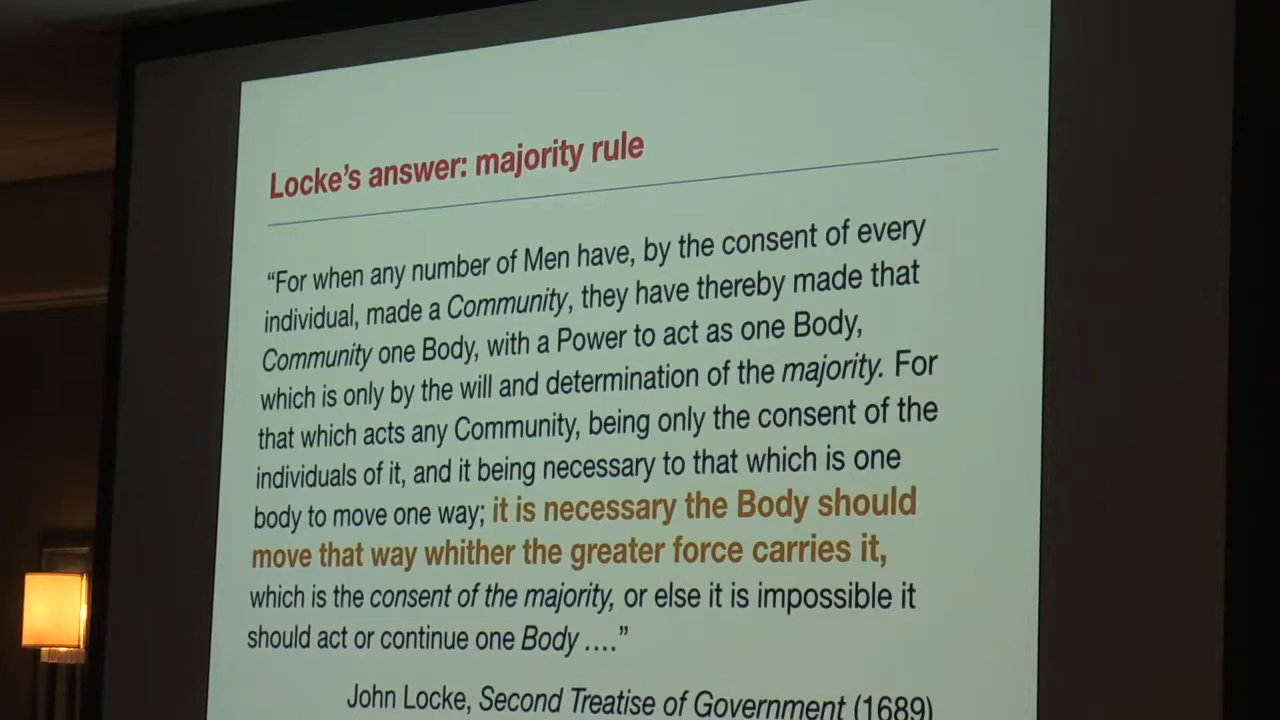 Locke's answer: majority rule
“For when any number of Men have, by the consent of every
individual, made a Community, they have thereby made that
Community one Body, with a Power to act as one Body,
which is only by the will and determination of the majority. For
that which acts any Community, being only the consent of the
individuals of it, and it being necessary to that which is one
body to move one way; it is necessary the Body should
move that way whither the greater force carries it,
which is the consent of the majority, or else it is impossible it
should act or continue one Body ....”
John Locke, Second Treatise of Government (1689)